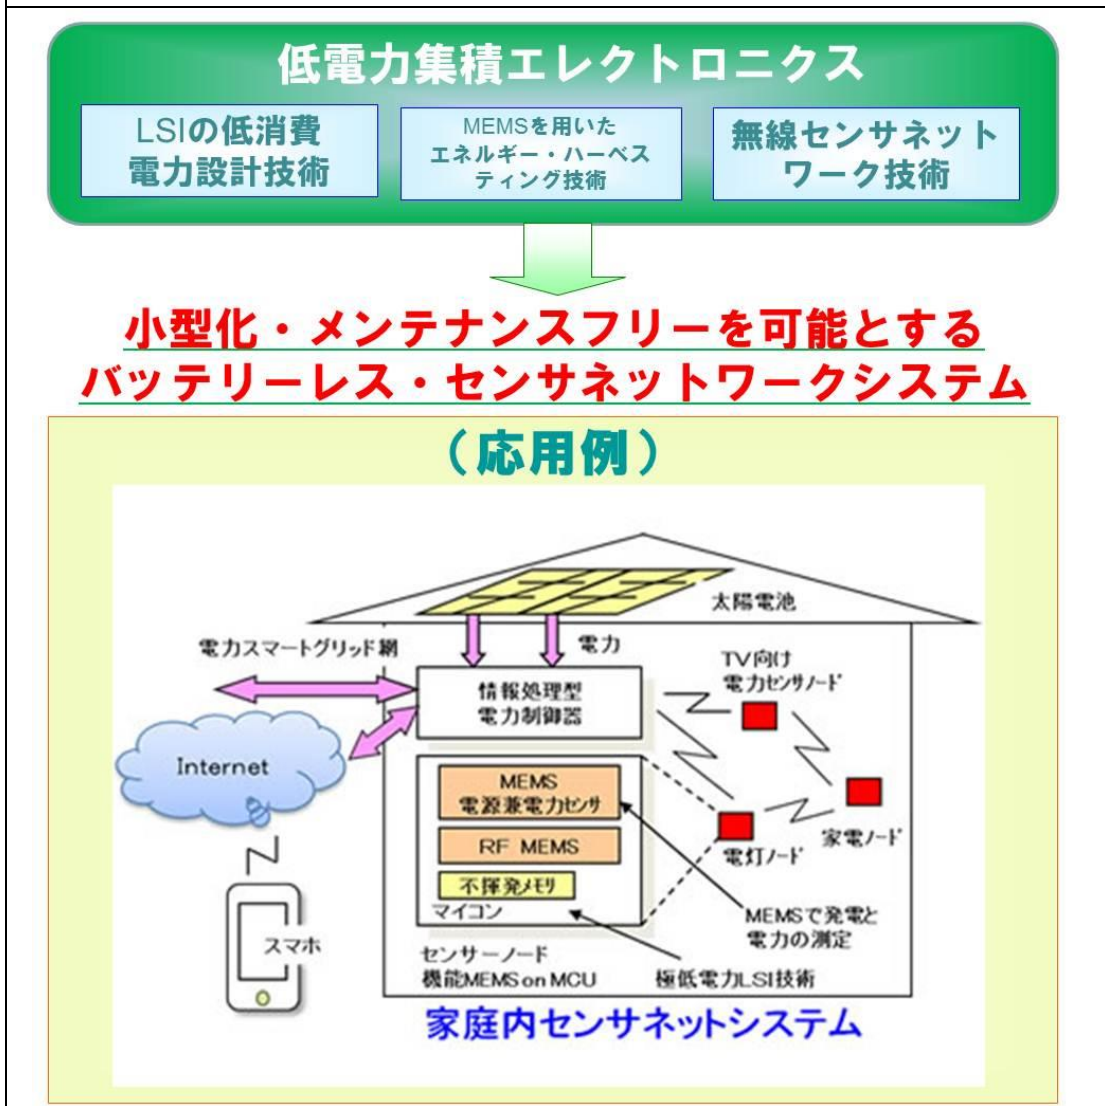 低電力集積エレクトロニクス
LSIの低消費
電力設計技術
MEMSを用いた
エネルギー・ハーベス
ティング技術
無線センサネット
ワーク技術
小型化・メンテナンスフリーを可能とする
バッテリーレス・センサネットワークシステム
（応用例）
太陽電池
電力スマートグリッド網
電力
情報処理型
電力制御器
TV向け
電力センサノード
Internet
MEMS
電源兼電力センサ
RF MEMS
不揮発メモリ
マイコン
電灯ノード
家電ノード
スマホ
MEMSで発電と
電力の測定
センサーノード
機能MEMS on MCU
極低電力LSI技術
家庭内センサネットシステム